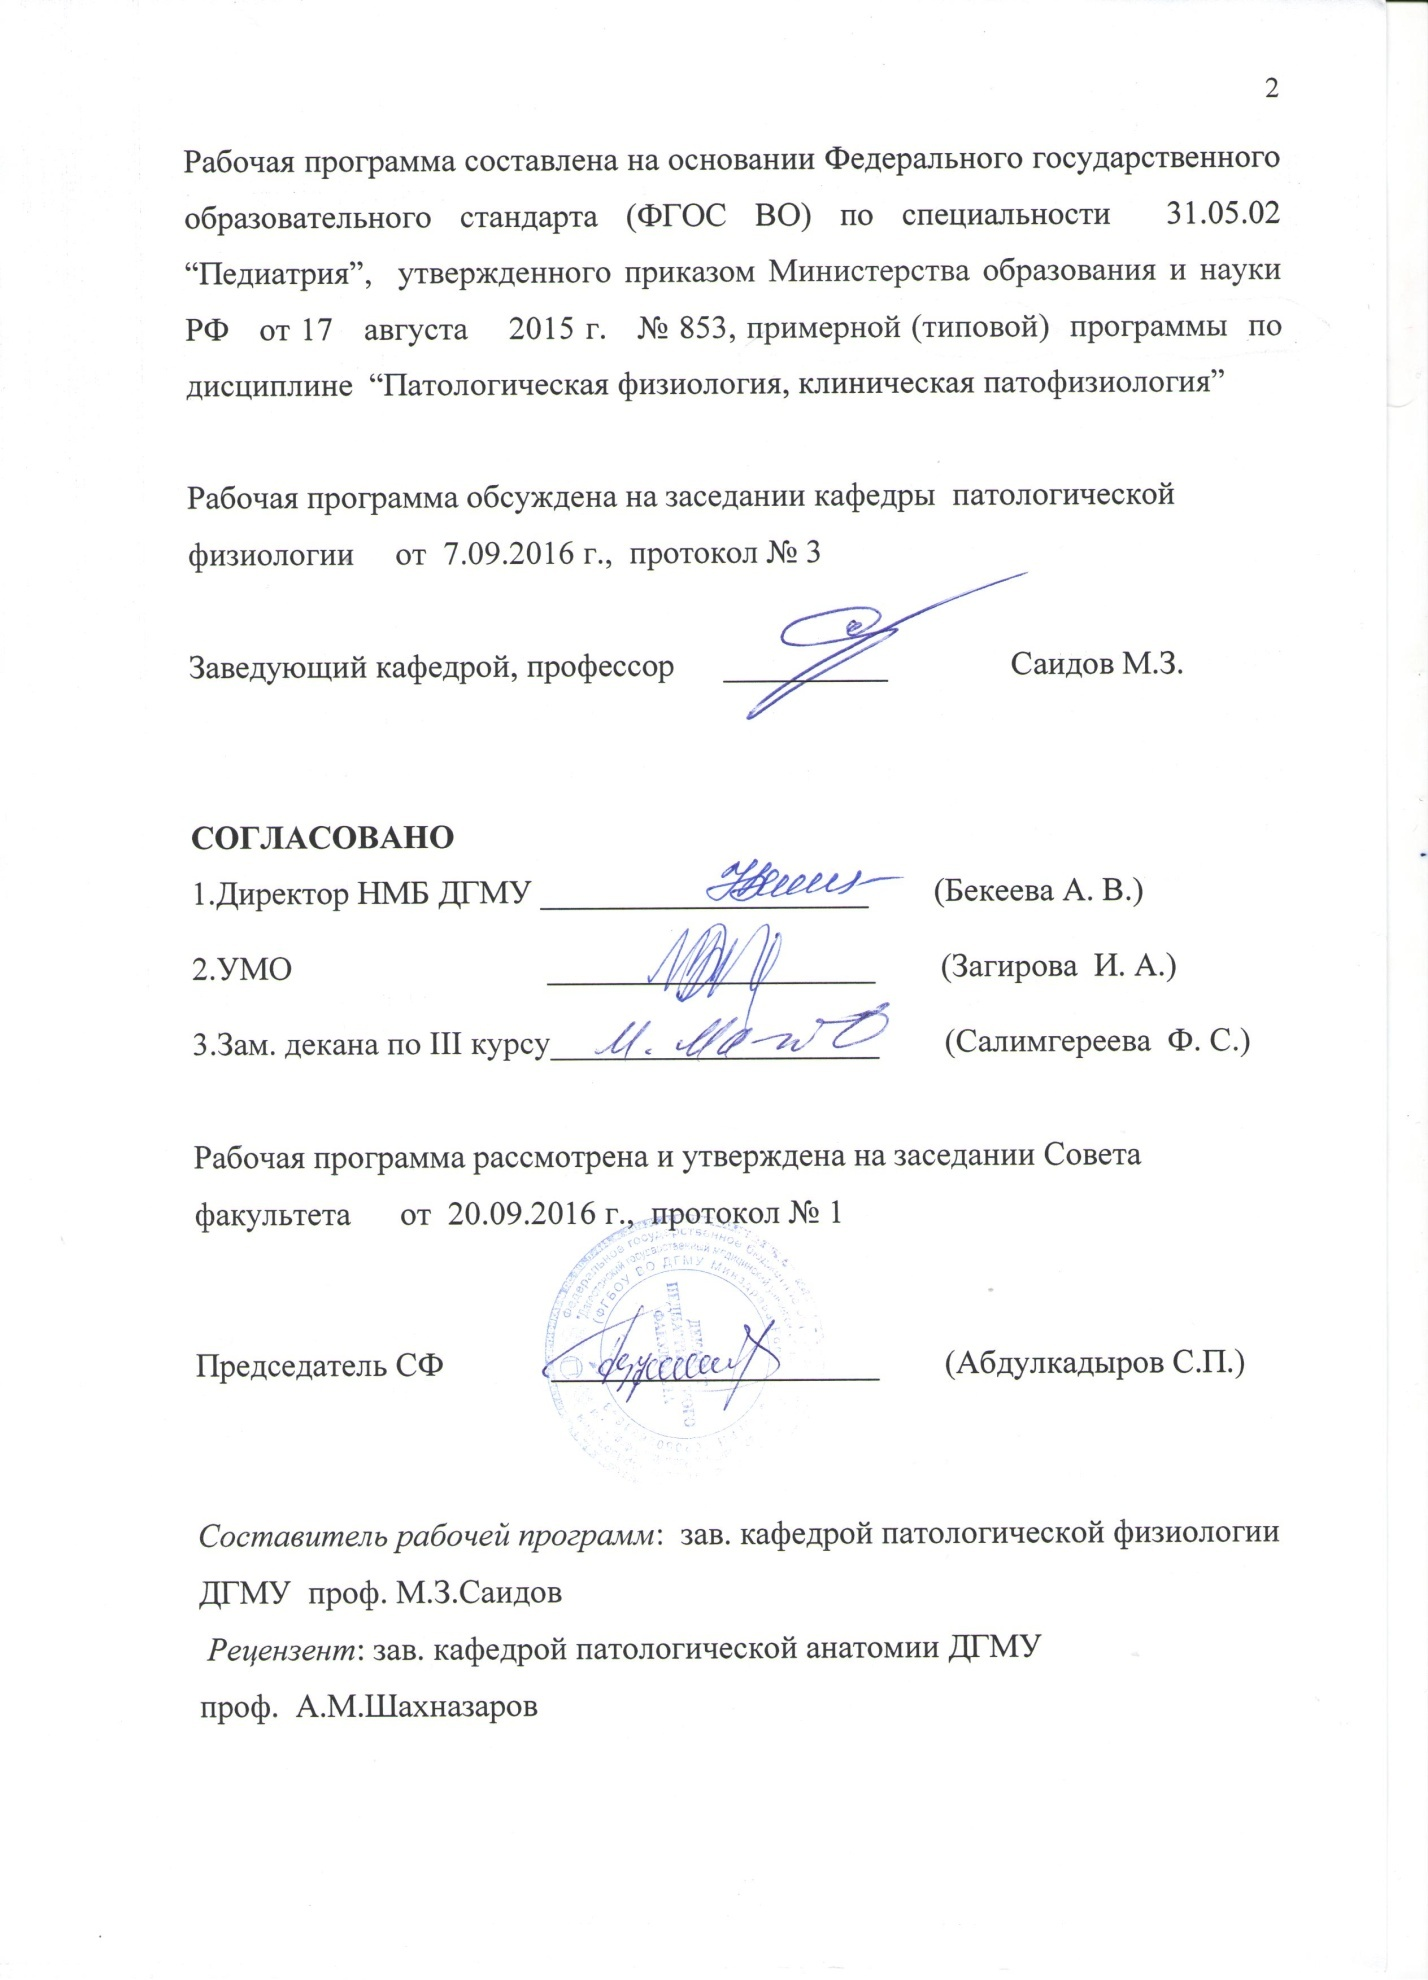 2
Рабочая программа составлена на основании Федерального государственного
образовательного стандарта (ФГОС ВО) по специальности 31.05.02
“Педиатрия”, утвержденного приказом Министерства образования и науки
РФ от 17 августа 2015 г. № 853, примерной (типовой) программы по
дисциплине “Патологическая физиология, клиническая патофизиология”
Рабочая программа обсуждена на заседании кафедры патологической
физиологии от 7.09.2016 г., протокол № 3
Заведующий кафедрой, профессор __________ Саидов М.З.
СОГЛАСОВАНО
1.Директор НМБ ДГМУ ____________________ (Бекеева А. В.)
2.УМО ____________________ (Загирова И. А.)
3.Зам. декана по III курсу____________________ (Салимгереева Ф. С.)
Рабочая программа рассмотрена и утверждена на заседании Совета
факультета от 20.09.2016 г., протокол № 1
Председатель СФ ____________________ (Абдулкадыров С.П.)
Составитель рабочей программ: зав. кафедрой патологической физиологии
ДГМУ проф. М.З.Саидов
Рецензент: зав. кафедрой патологической анатомии ДГМУ
проф. А.М.Шахназаров